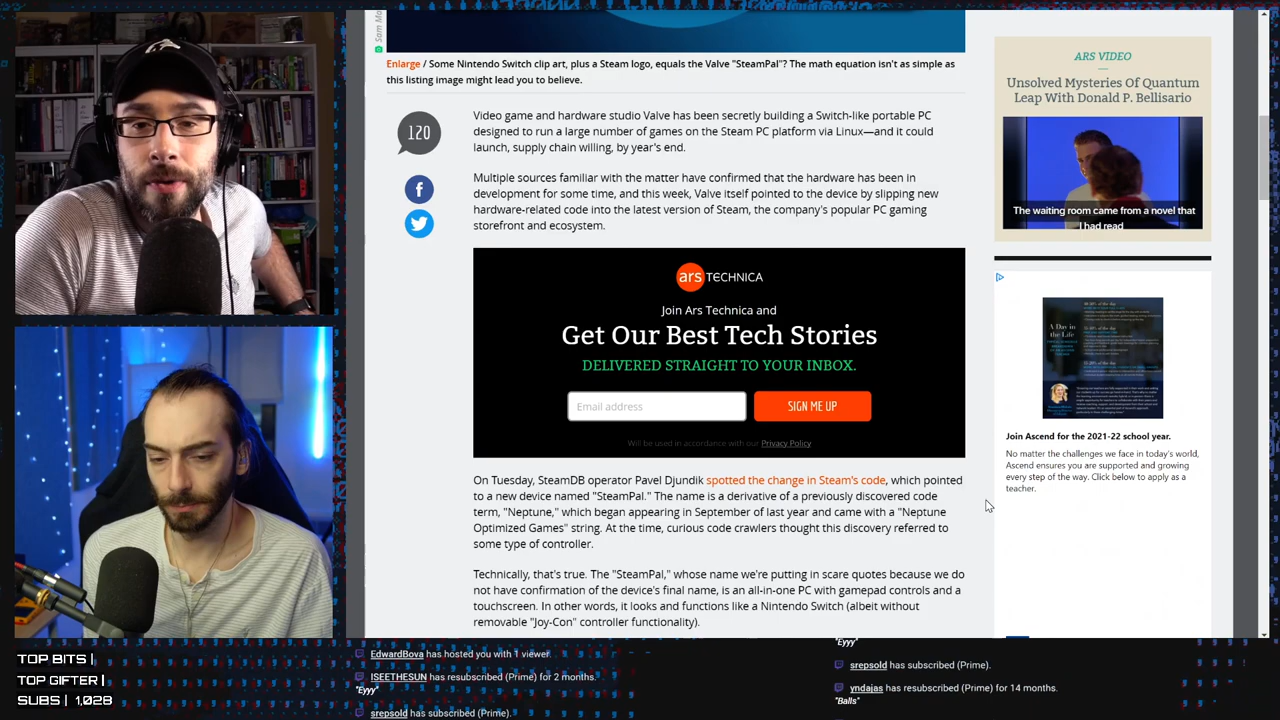 Sam Mo
Enlarge / Some Nintendo Switch clip art, plus a Steam logo, equals the Valve "SteamPal"? The math equation isn't as simple as
this listing image might lead you to believe.
120
Video game and hardware studio Valve has been secretly building a Switch-like portable PC
designed to run a large number of games on the Steam PC platform via Linux—and it could
launch, supply chain willing, by year's end.
Multiple sources familiar with the matter have confirmed that the hardware has been in
development for some time, and this week, Valve itself pointed to the device by slipping new
hardware-related code into the latest version of Steam, the company's popular PC gaming
storefront and ecosystem.
ars TECHNICA
Join Ars Technica and
Get Our Best Tech Stories
DELIVERED STRAIGHT TO YOUR INBOX.
Email address
SIGN ME UP
Will be used in accordance with our Privacy Policy
On Tuesday, SteamDB operator Pavel Djundik spotted the change in Steam's code, which pointed
to a new device named "SteamPal." The name is a derivative of a previously discovered code
term, "Neptune," which began appearing in September of last year and came with a "Neptune
Optimized Games" string. At the time, curious code crawlers thought this discovery referred to
some type of controller.
Technically, that's true. The "SteamPal," whose name we're putting in scare quotes because we do
not have confirmation of the device's final name, is an all-in-one PC with gamepad controls and a
touchscreen. In other words, it looks and functions like a Nintendo Switch (albeit without
removable "Joy-Con" controller functionality).
ARS VIDEO
Unsolved Mysteries Of Quantum
Leap With Donald P. Bellisario
The waiting room came from a novel that
I had read
A Day in
the Life
Join Ascend for the 2021-22 school year.
No matter the challenges we face in today's world,
Ascend ensures you are supported and growing
every step of the way. Click below to apply as a
teacher.
TOP BITS |
TOP GIFTER |
SUBS | 1,028
EdwardBova has hosted you with 1 viewer.
ISEETHESUN has resubscribed (Prime) for 2 months.
"Eyyy"
srepsold has subscribed (Prime).
"Eyyy"
srepsold has subscribed (Prime).
yndajas has resubscribed (Prime) for 14 months.
"Balls"